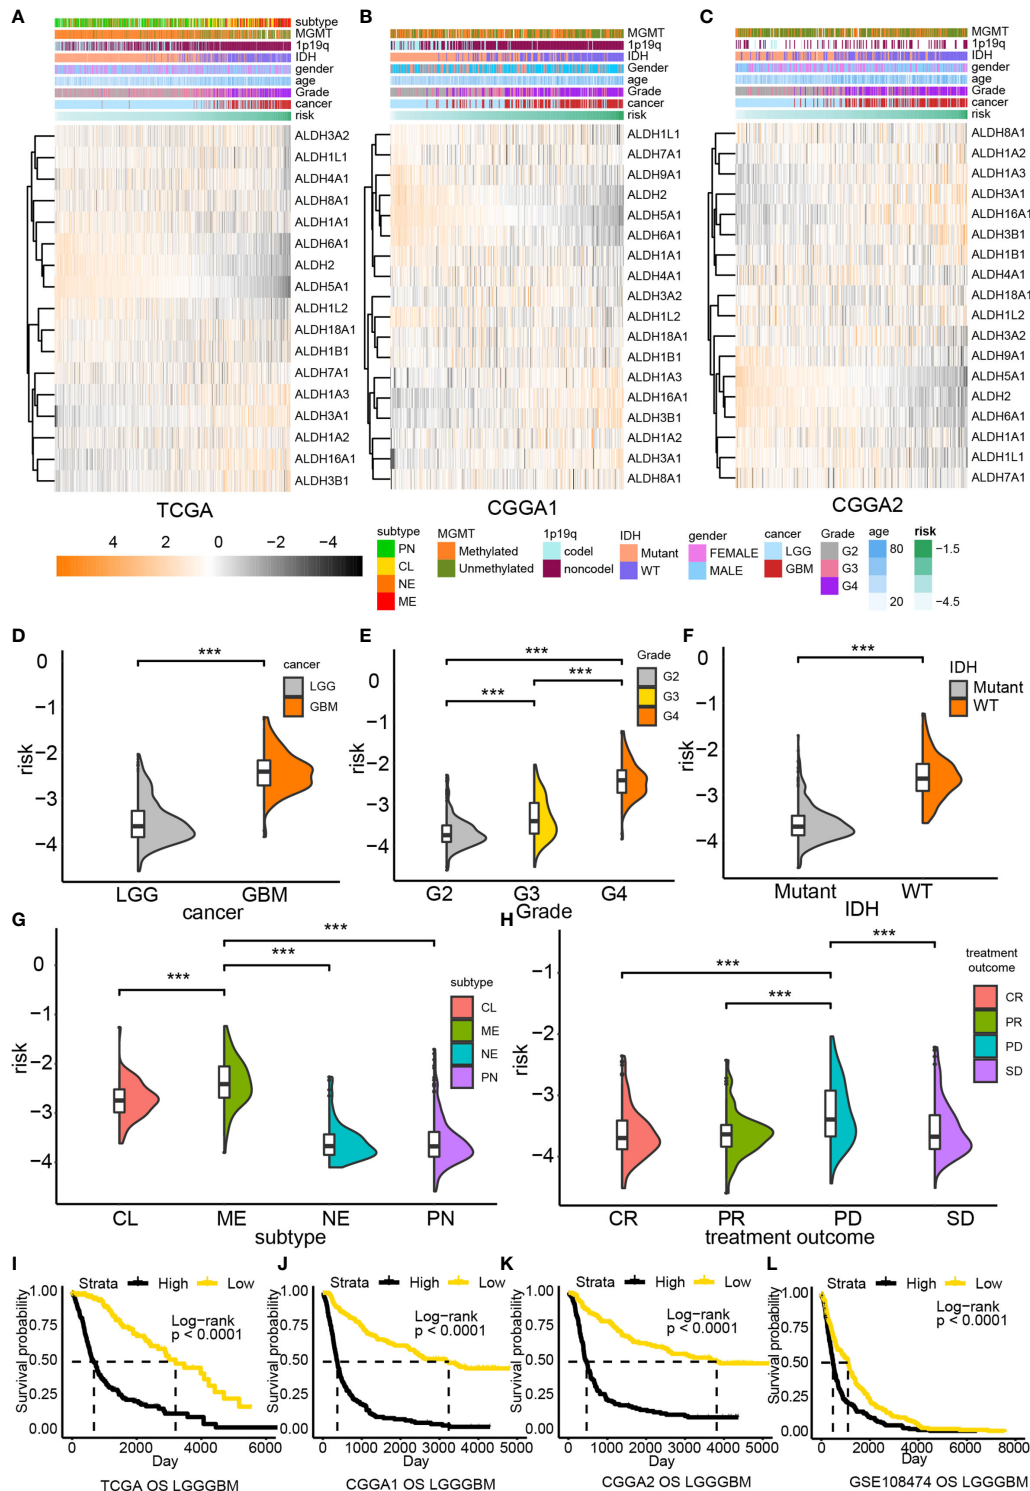 A
subtype
MGMT
1p19q
IDH
gender
age
Grade
cancer
risk
ALDH3A2
ALDH1L1
ALDH4A1
ALDH8A1
ALDH1A1
ALDH6A1
ALDH2
ALDH5A1
ALDH1L2
ALDH18A1
ALDH1B1
ALDH7A1
ALDH1A3
ALDH3A1
ALDH1A2
ALDH16A1
ALDH3B1
TCGA
B
MGMT
1p19q
IDH
Gender
age
Grade
cancer
risk
ALDH1L1
ALDH7A1
ALDH9A1
ALDH2
ALDH5A1
ALDH6A1
ALDH1A1
ALDH4A1
ALDH3A2
ALDH1L2
ALDH18A1
ALDH1B1
ALDH1A3
ALDH16A1
ALDH3B1
ALDH1A2
ALDH3A1
ALDH8A1
CGGA1
C
MGMT
1p19q
IDH
gender
age
Grade
cancer
risk
ALDH8A1
ALDH1A2
ALDH1A3
ALDH3A1
ALDH16A1
ALDH3B1
ALDH1B1
ALDH4A1
ALDH18A1
ALDH1L2
ALDH3A2
ALDH9A1
ALDH5A1
ALDH2
ALDH6A1
ALDH1A1
ALDH1L1
ALDH7A1
CGGA2
4 2 0 −2 −4
subtype
PN
CL
NE
ME
MGMT
Methylated
Unmethylated
1p19q
codel
noncodel
IDH
Mutant
WT
gender
FEMALE
MALE
cancer
LGG
GBM
Grade
G2
G3
G4
age
80
20
risk
−1.5
−4.5
D
0
−1
−2
−3
−4
risk
***
cancer
LGG
GBM
LGG GBM
cancer
E
0
−1
−2
−3
−4
risk
***
***
***
Grade
G2
G3
G4
G2 G3 G4
Grade
F
0
−1
−2
−3
−4
risk
***
IDH
Mutant
WT
Mutant WT
IDH
G
0
−1
−2
−3
−4
risk
***
***
***
subtype
CL
ME
NE
PN
CL ME NE PN
subtype
H
−1
−2
−3
−4
risk
***
***
***
treatment
outcome
CR
PR
PD
SD
CR PR PD SD
treatment outcome
I
Strata High Low
Survival probability
1.00
0.75
0.50
0.25
0.00
Log−rank
p < 0.0001
0 2000 4000 6000
Day
TCGA OS LGGGBM
J
Strata High Low
Survival probability
1.00
0.75
0.50
0.25
0.00
Log−rank
p < 0.0001
0 1000 2000 3000 4000 5000
Day
CGGA1 OS LGGGBM
K
Strata High Low
Survival probability
1.00
0.75
0.50
0.25
0.00
Log−rank
p < 0.0001
0 1000 2000 3000 4000 5000
Day
CGGA2 OS LGGGBM
L
Strata High Low
Survival probability
1.00
0.75
0.50
0.25
0.00
Log−rank
p < 0.0001
0 2000 4000 6000 8000
Day
GSE108474 OS LGGGBM